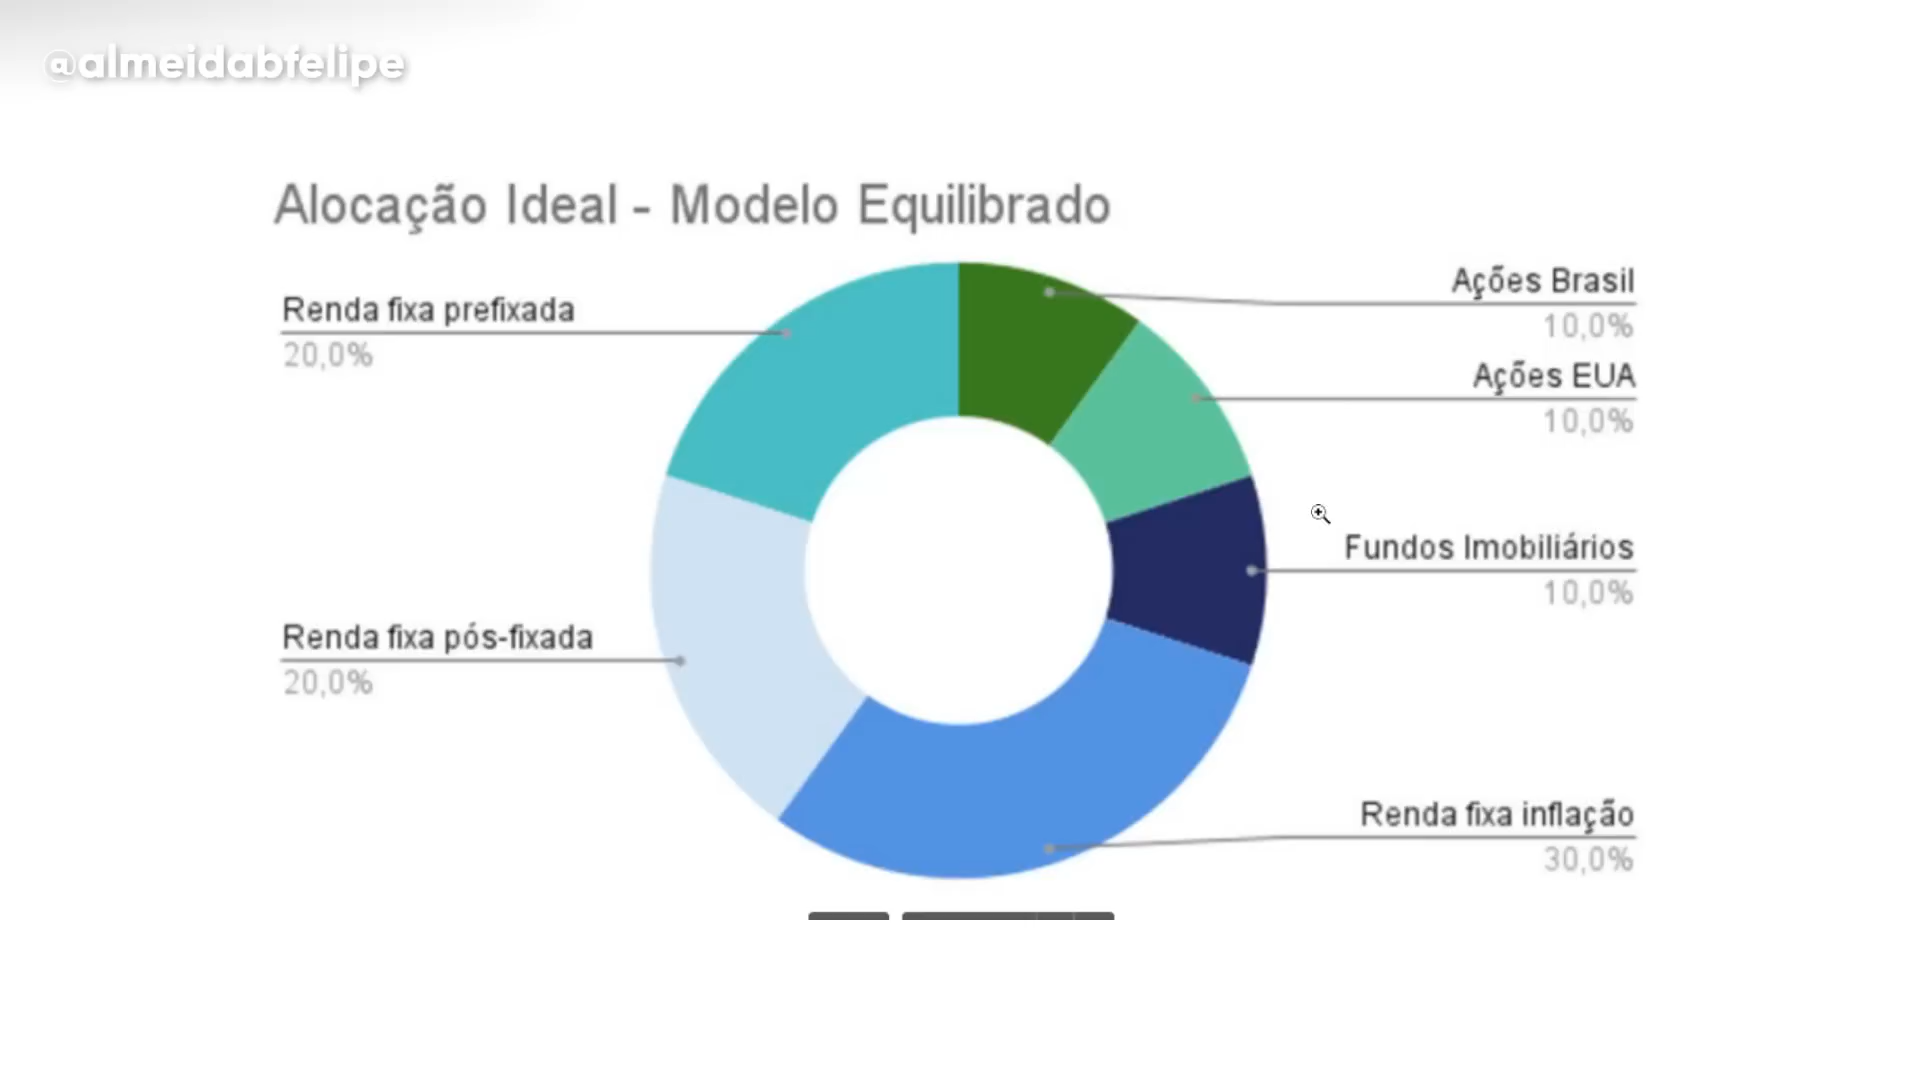 @almeidabfelipe
Alocação Ideal - Modelo Equilibrado
Renda fixa prefixada
20,0%
Renda fixa pós-fixada
20,0%
Ações Brasil
10,0%
Ações EUA
10,0%
Fundos Imobiliários
10,0%
Renda fixa inflação
30,0%